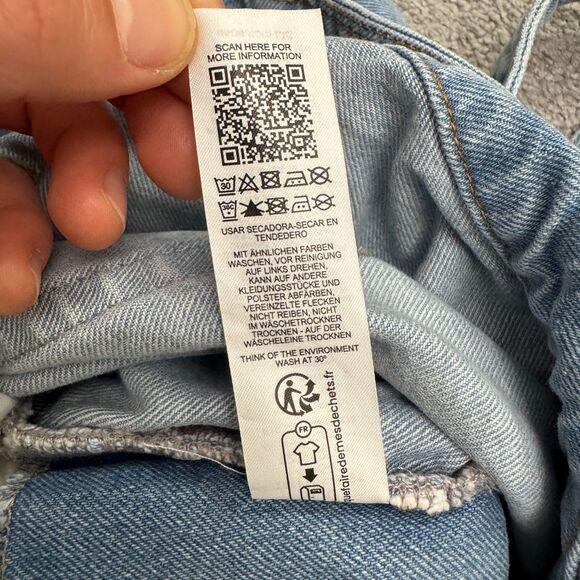 SCAN HERE FOR
MORE INFORMATION
30
30C
USAR SECADORA-SECAR EN
TENDEDERO
MIT ÄHNLICHEN FARBEN
WASCHEN, VOR REINIGUNG
AUF LINKS DREHEN,
KANN AUF ANDERE
KLEIDUNGSSTÜCKE UND
POLSTER ABFÄRBEN,
VEREINZELTE FLECKEN
NICHT REIBEN, NICHT
IM WÄSCHETROCKNER
TROCKNEN - AUF DER
WÄSCHELEINE TROCKNEN
THINK OF THE ENVIRONMENT
WASH AT 30°
FR
quefairedemesdechets.fr